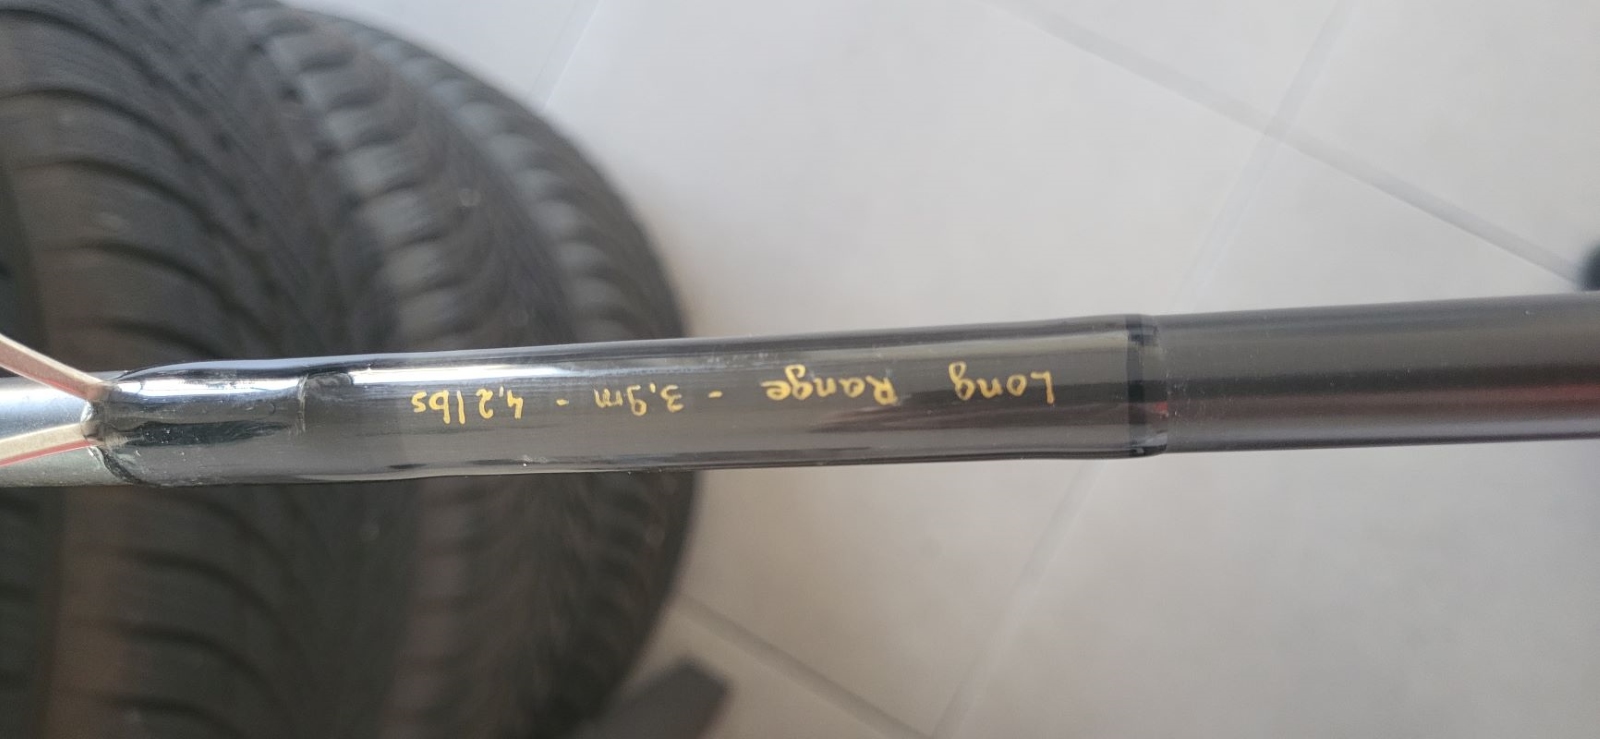 Long Range - 3,9m - 4,2lbs